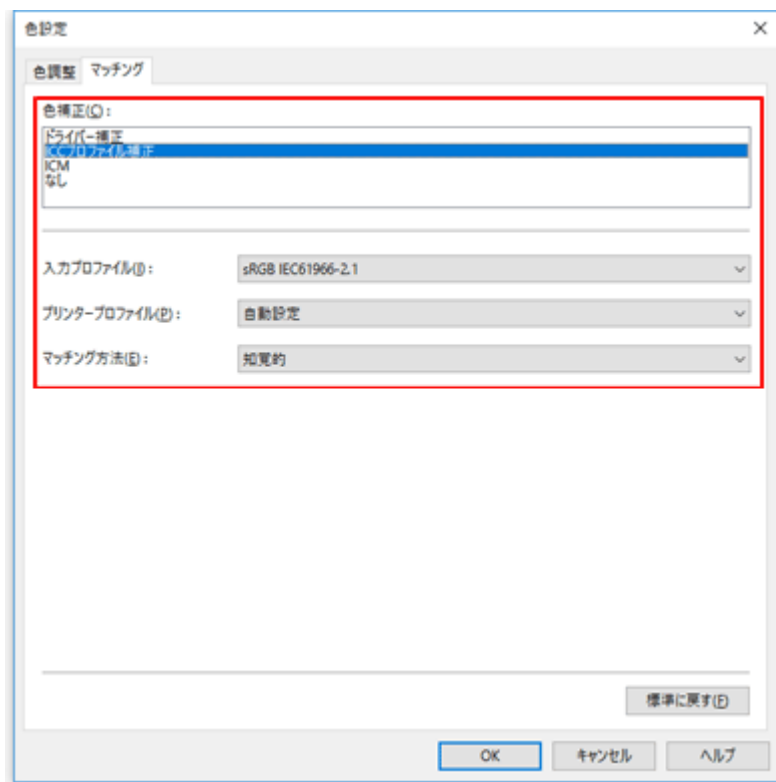 色設定
色調整 マッチング
色補正(C):
ドライバー補正
ICCプロファイル補正
ICM
なし
入力プロファイル(I): sRGB IEC61966-2.1
プリンタープロファイル(P): 自動設定
マッチング方法(E): 知覚的
標準に戻す(F)
OK キャンセル ヘルプ